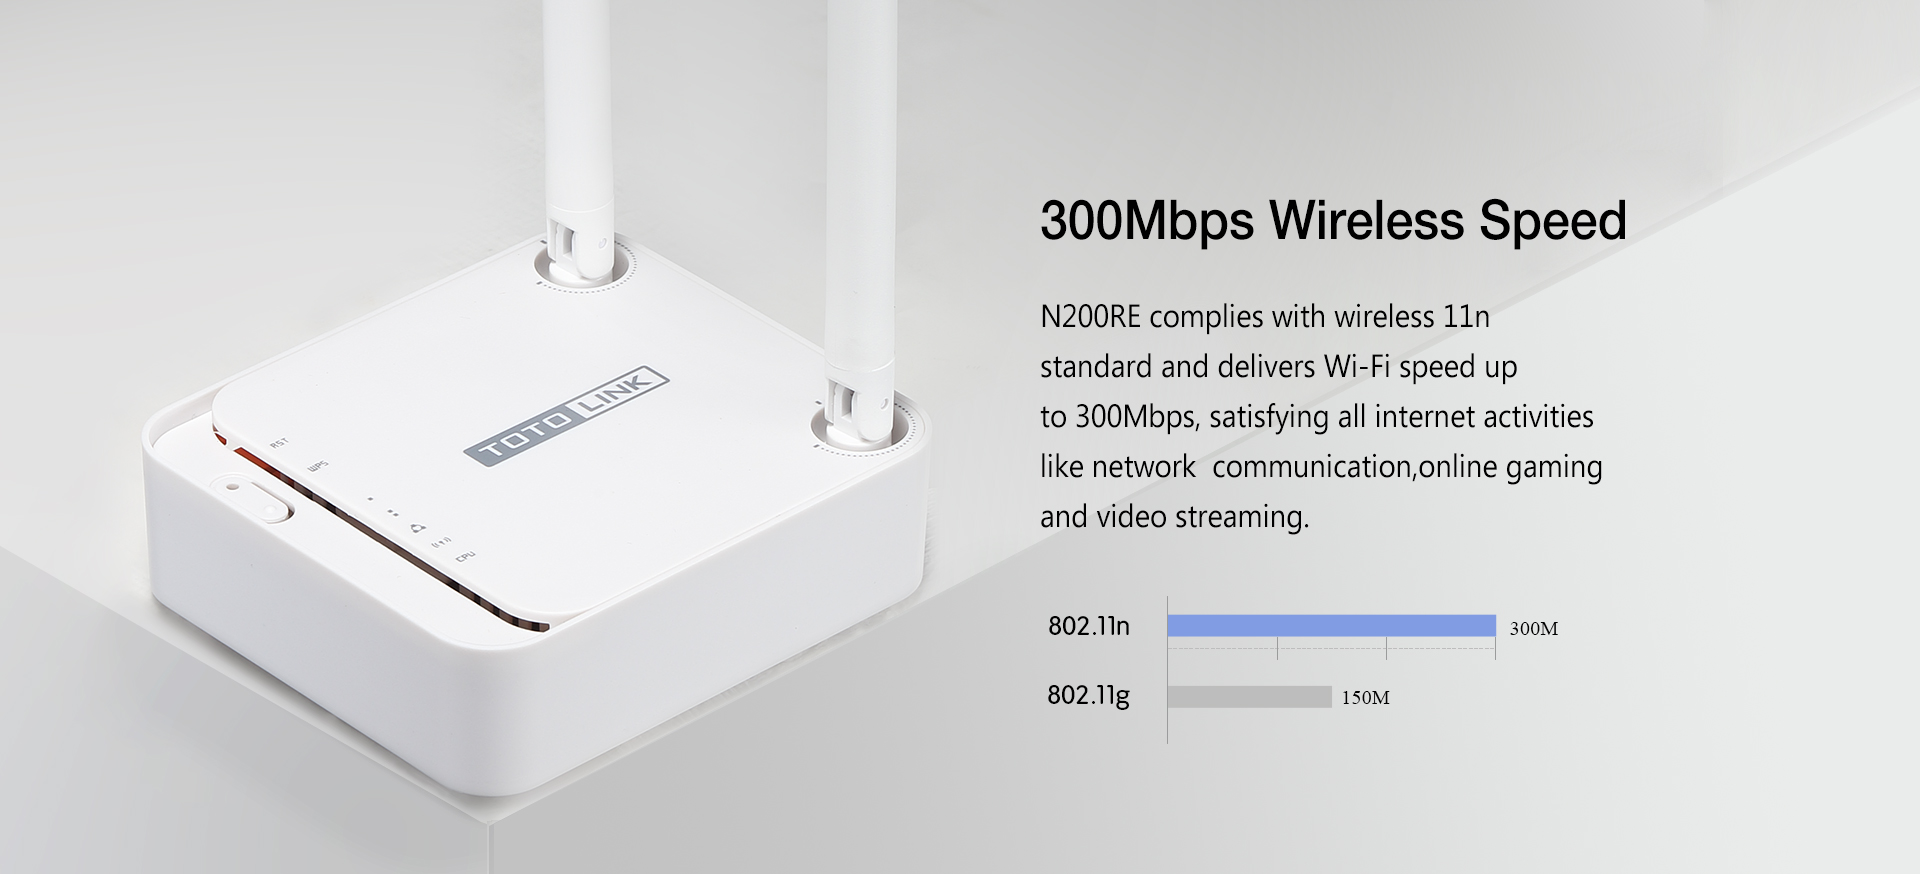 300Mbps Wireless Speed
N200RE complies with wireless 11n
standard and delivers Wi-Fi speed up
to 300Mbps, satisfying all internet activities
like network  communication,online gaming
and video streaming.
802.11n 300M
802.11g 150M
TOTO LINK
RST
WPS
CPU